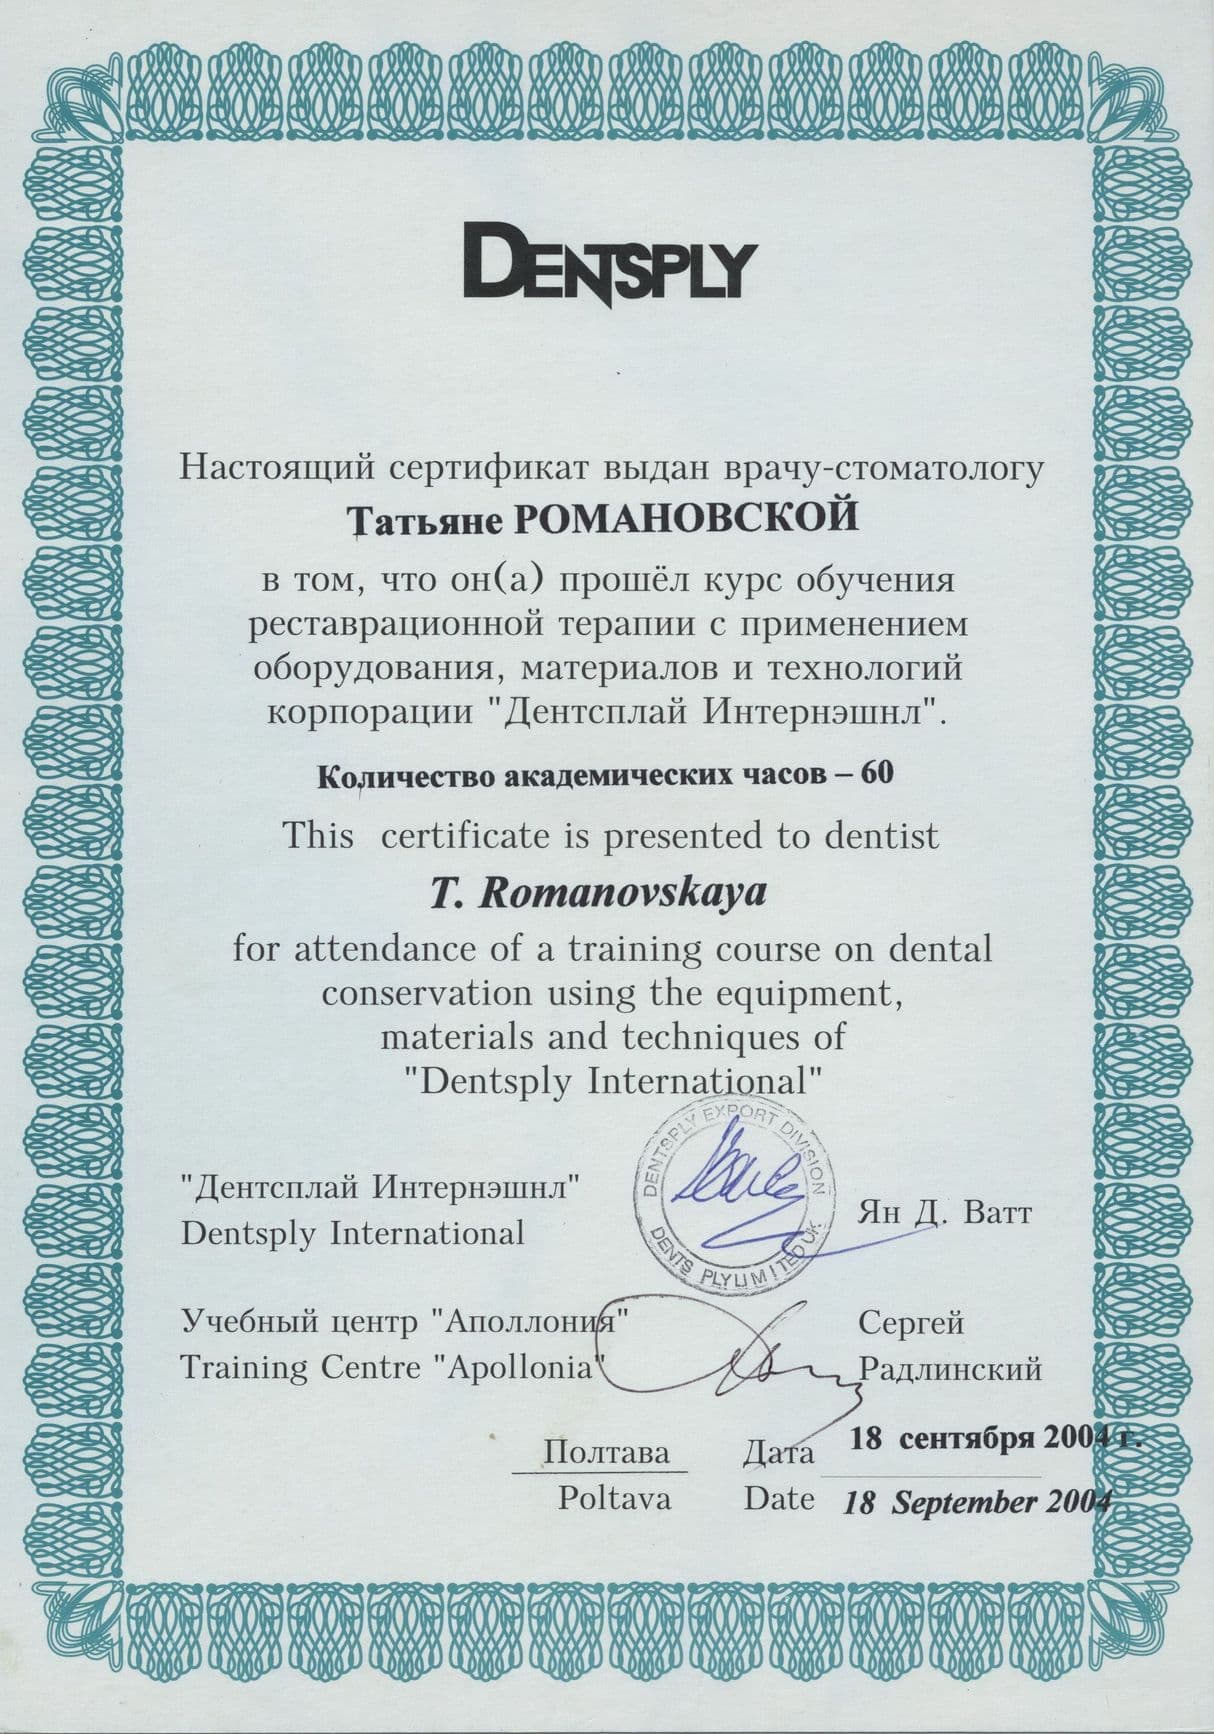 DENTSPLY
Настоящий сертификат выдан врачу-стоматологу
Татьяне РОМАНОВСКОЙ
в том, что он(а) прошёл курс обучения
реставрационной терапии с применением
оборудования, материалов и технологий
корпорации "Дентсплай Интернэшнл".
Количество академических часов – 60
This certificate is presented to dentist
T. Romanovskaya
for attendance of a training course on dental
conservation using the equipment,
materials and techniques of
"Dentsply International"
DENTSPLY EXPORT DIVISION
DENTS PLY LIMITED UK
"Дентсплай Интернэшнл"
Dentsply International
Ян Д. Ватт
Учебный центр "Аполлония"
Training Centre "Apollonia"
Сергей
Радлинский
Полтава Дата 18 сентября 2004 г.
Poltava Date 18 September 2004